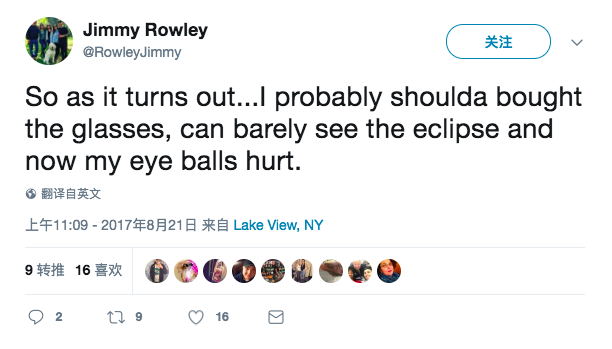 Jimmy Rowley
@RowleyJimmy
关注
So as it turns out...I probably shoulda bought
the glasses, can barely see the eclipse and
now my eye balls hurt.
翻译自英文
上午11:09 - 2017年8月21日 来自 Lake View, NY
9 转推 16 喜欢
2 9 16